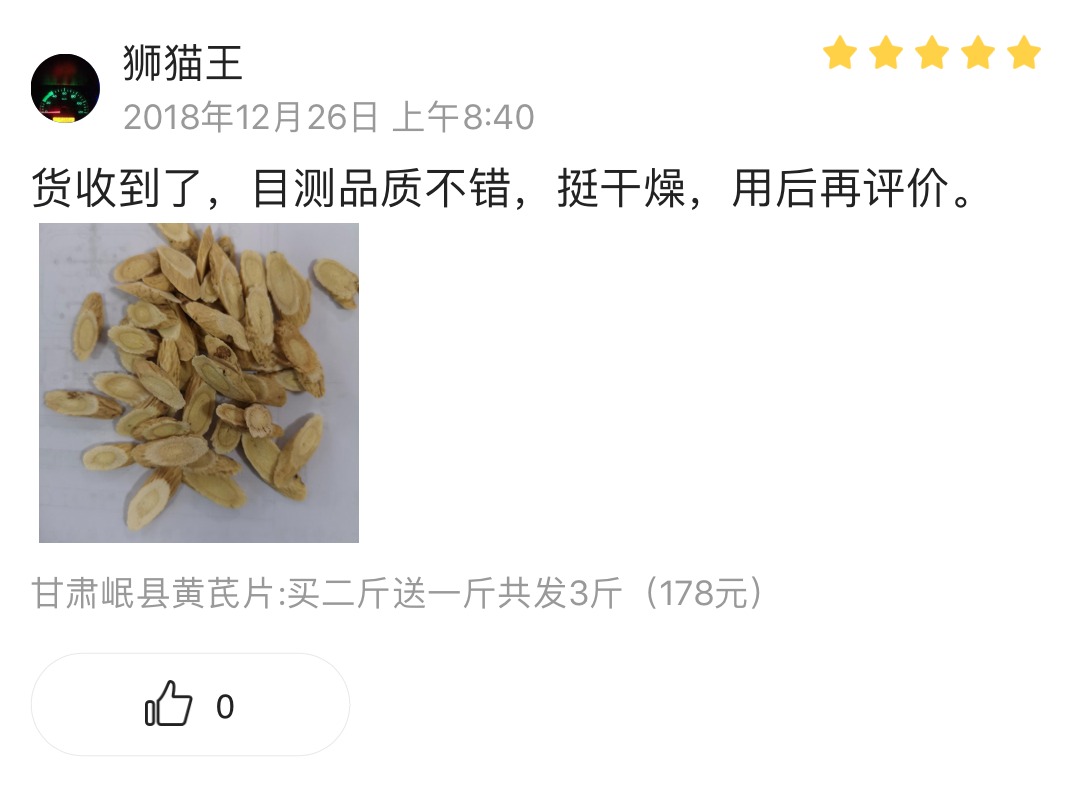 狮猫王
2018年12月26日 上午8:40
货收到了，目测品质不错，挺干燥，用后再评价。
甘肃岷县黄芪片:买二斤送一斤共发3斤（178元）
0